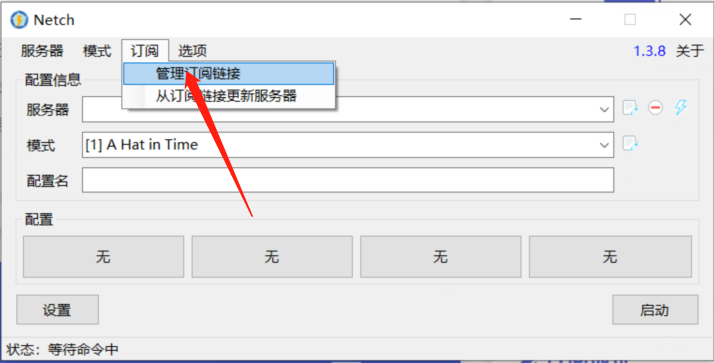 Netch
服务器 模式 订阅 选项 1.3.8 关于
管理订阅链接
配置信息
从订阅链接更新服务器
服务器
模式 [1] A Hat in Time
配置名
配置
无 无 无 无
设置 启动
状态：等待命令中